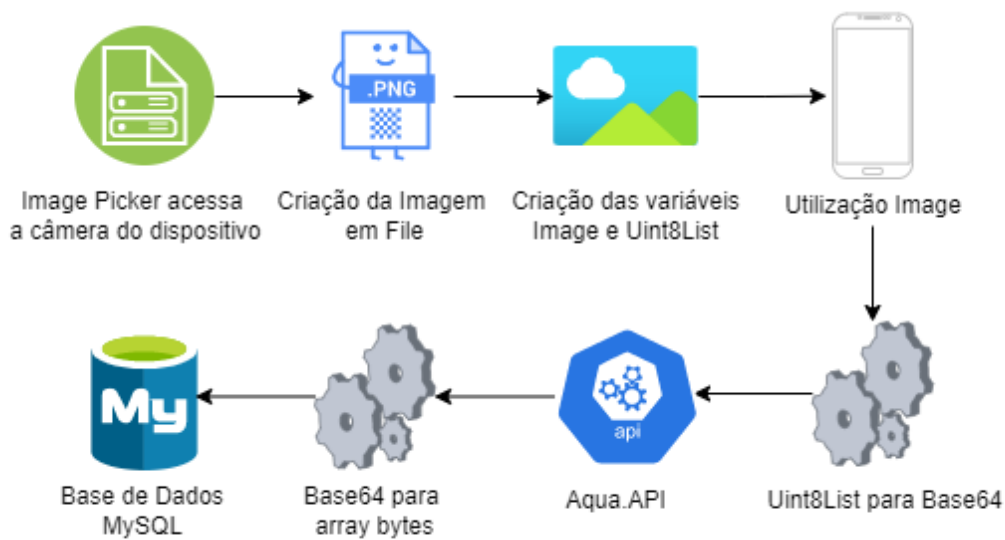 .PNG
Image Picker acessa
a câmera do dispositivo
Criação da Imagem
em File
Criação das variáveis
Image e Uint8List
Utilização Image
My
api
Base de Dados
MySQL
Base64 para
array bytes
Aqua.API
Uint8List para Base64